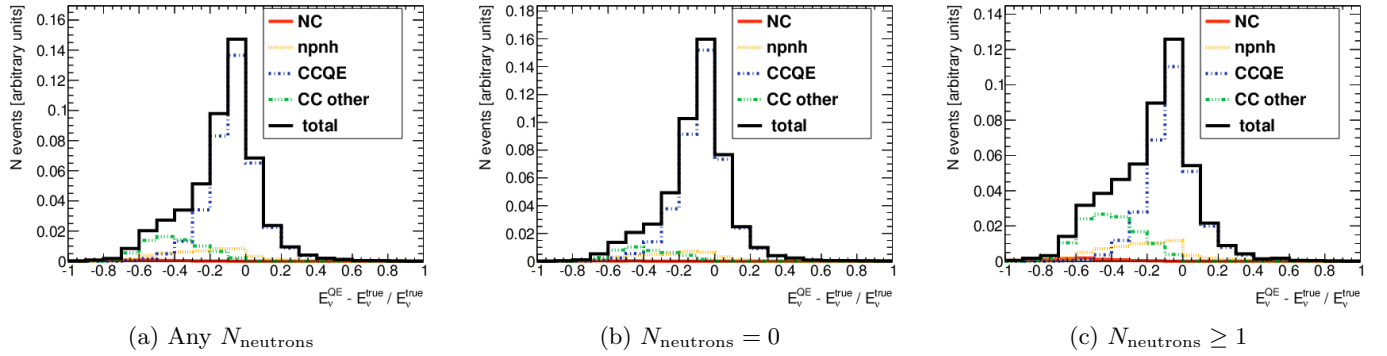 N events [arbitrary units]
0.16
0.14
0.12
0.1
0.08
0.06
0.04
0.02
0
NC
npnh
CCQE
CC other
total
-1 -0.8 -0.6 -0.4 -0.2 0 0.2 0.4 0.6 0.8 1
E_ν^QE - E_ν^true / E_ν^true
(a) Any N_neutrons
N events [arbitrary units]
0.18
0.16
0.14
0.12
0.1
0.08
0.06
0.04
0.02
0
NC
npnh
CCQE
CC other
total
-1 -0.8 -0.6 -0.4 -0.2 0 0.2 0.4 0.6 0.8 1
E_ν^QE - E_ν^true / E_ν^true
(b) N_neutrons = 0
N events [arbitrary units]
0.14
0.12
0.1
0.08
0.06
0.04
0.02
0
NC
npnh
CCQE
CC other
total
-1 -0.8 -0.6 -0.4 -0.2 0 0.2 0.4 0.6 0.8 1
E_ν^QE - E_ν^true / E_ν^true
(c) N_neutrons ≥ 1